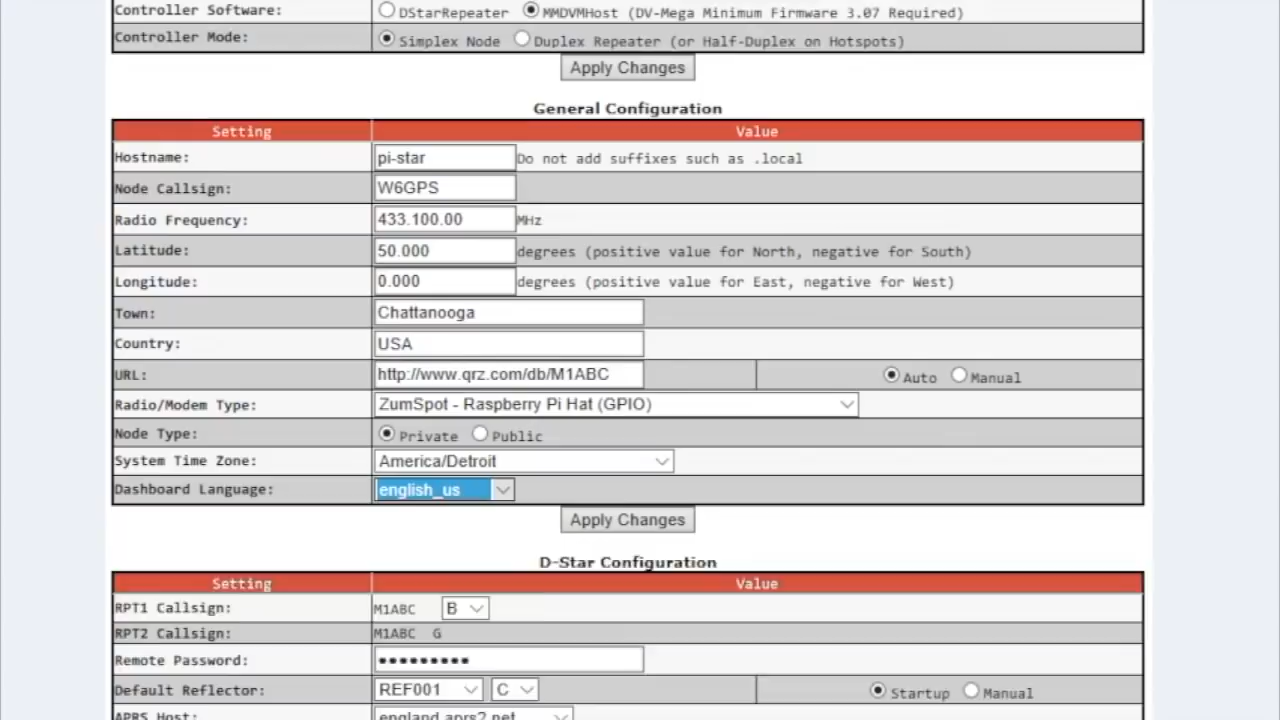 Controller Software: DStarRepeater MMDVMHost (DV-Mega Minimum Firmware 3.07 Required)
Controller Mode: Simplex Node Duplex Repeater (or Half-Duplex on Hotspots)
Apply Changes
General Configuration
Setting Value
Hostname: pi-star Do not add suffixes such as .local
Node Callsign: W6GPS
Radio Frequency: 433.100.00 MHz
Latitude: 50.000 degrees (positive value for North, negative for South)
Longitude: 0.000 degrees (positive value for East, negative for West)
Town: Chattanooga
Country: USA
URL: http://www.qrz.com/db/M1ABC Auto Manual
Radio/Modem Type: ZumSpot - Raspberry Pi Hat (GPIO)
Node Type: Private Public
System Time Zone: America/Detroit
Dashboard Language: english_us
Apply Changes
D-Star Configuration
Setting Value
RPT1 Callsign: M1ABC B
RPT2 Callsign: M1ABC G
Remote Password: •••••••••
Default Reflector: REF001 C Startup Manual
APRS Host: england.aprs2.net